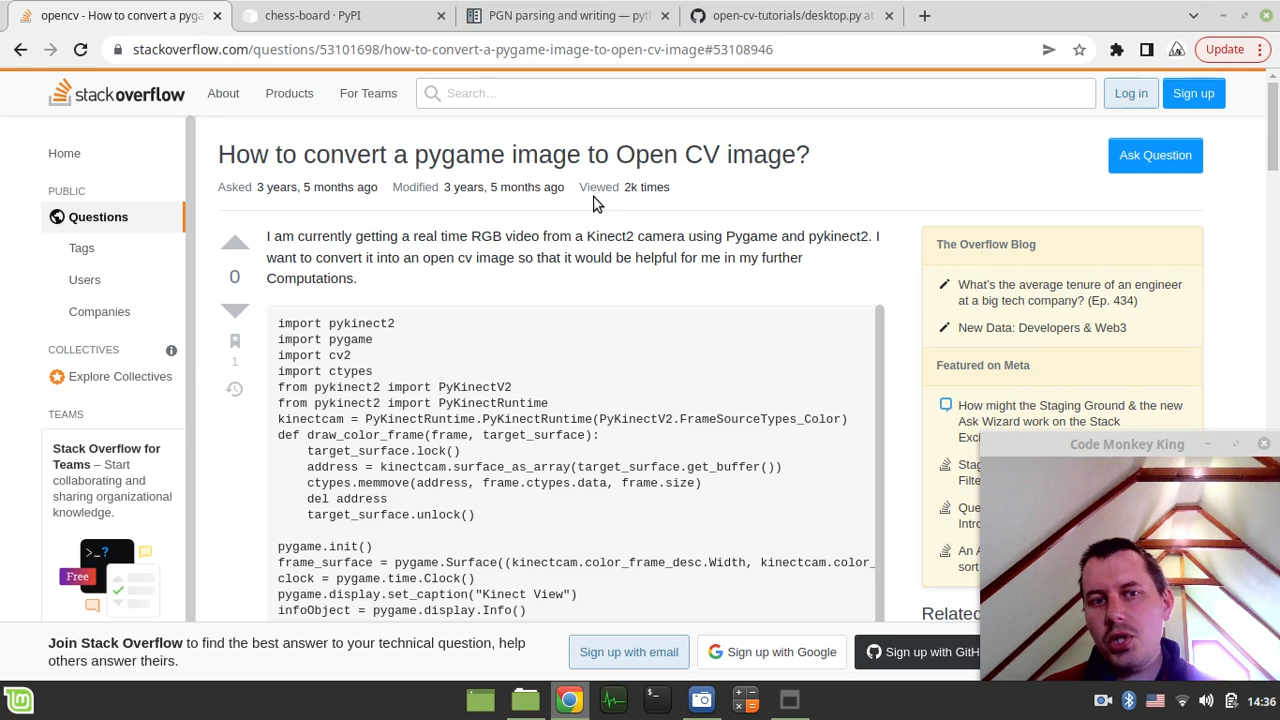 opencv - How to convert a pyga
chess-board · PyPI
PGN parsing and writing — pyth
open-cv-tutorials/desktop.py at
stackoverflow.com/questions/53101698/how-to-convert-a-pygame-image-to-open-cv-image#53108946
Update
stackoverflow
About
Products
For Teams
Search…
Log in
Sign up
Home
PUBLIC
Questions
Tags
Users
Companies
COLLECTIVES
Explore Collectives
TEAMS
Stack Overflow for
Teams – Start
collaborating and
sharing organizational
knowledge.
>_?
Free
How to convert a pygame image to Open CV image?
Ask Question
Asked 3 years, 5 months ago Modified 3 years, 5 months ago Viewed 2k times
0
1
I am currently getting a real time RGB video from a Kinect2 camera using Pygame and pykinect2. I
want to convert it into an open cv image so that it would be helpful for me in my further
Computations.
import pykinect2
import pygame
import cv2
import ctypes
from pykinect2 import PyKinectV2
from pykinect2 import PyKinectRuntime
kinectcam = PyKinectRuntime.PyKinectRuntime(PyKinectV2.FrameSourceTypes_Color)
def draw_color_frame(frame, target_surface):
target_surface.lock()
address = kinectcam.surface_as_array(target_surface.get_buffer())
ctypes.memmove(address, frame.ctypes.data, frame.size)
del address
target_surface.unlock()
pygame.init()
frame_surface = pygame.Surface((kinectcam.color_frame_desc.Width, kinectcam.color_
clock = pygame.time.Clock()
pygame.display.set_caption("Kinect View")
infoObject = pygame.display.Info()
The Overflow Blog
What's the average tenure of an engineer
at a big tech company? (Ep. 434)
New Data: Developers & Web3
Featured on Meta
How might the Staging Ground & the new
Ask Wizard work on the Stack
Exc
Stag
Filte
Que
Intro
An A
sort
Related
Code Monkey King
Join Stack Overflow to find the best answer to your technical question, help
others answer theirs.
Sign up with email
Sign up with Google
Sign up with GitH
14:36